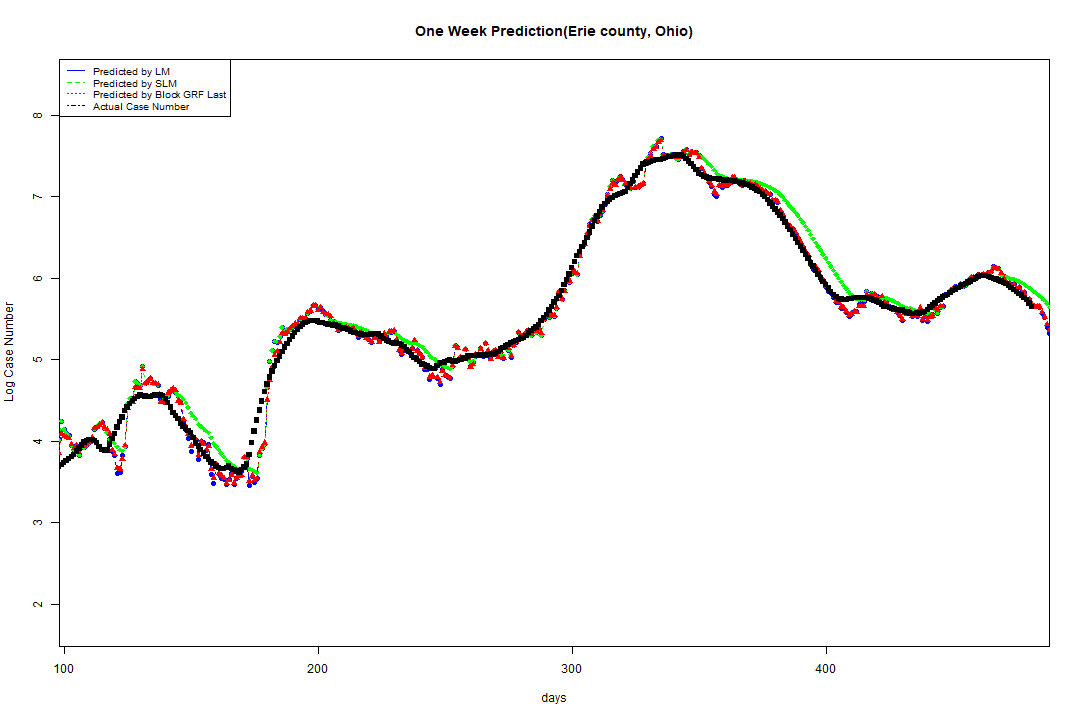 One Week Prediction(Erie county, Ohio)
Predicted by LM
Predicted by SLM
Predicted by Block GRF Last
Actual Case Number
8
7
6
5
4
3
2
Log Case Number
100 200 300 400
days